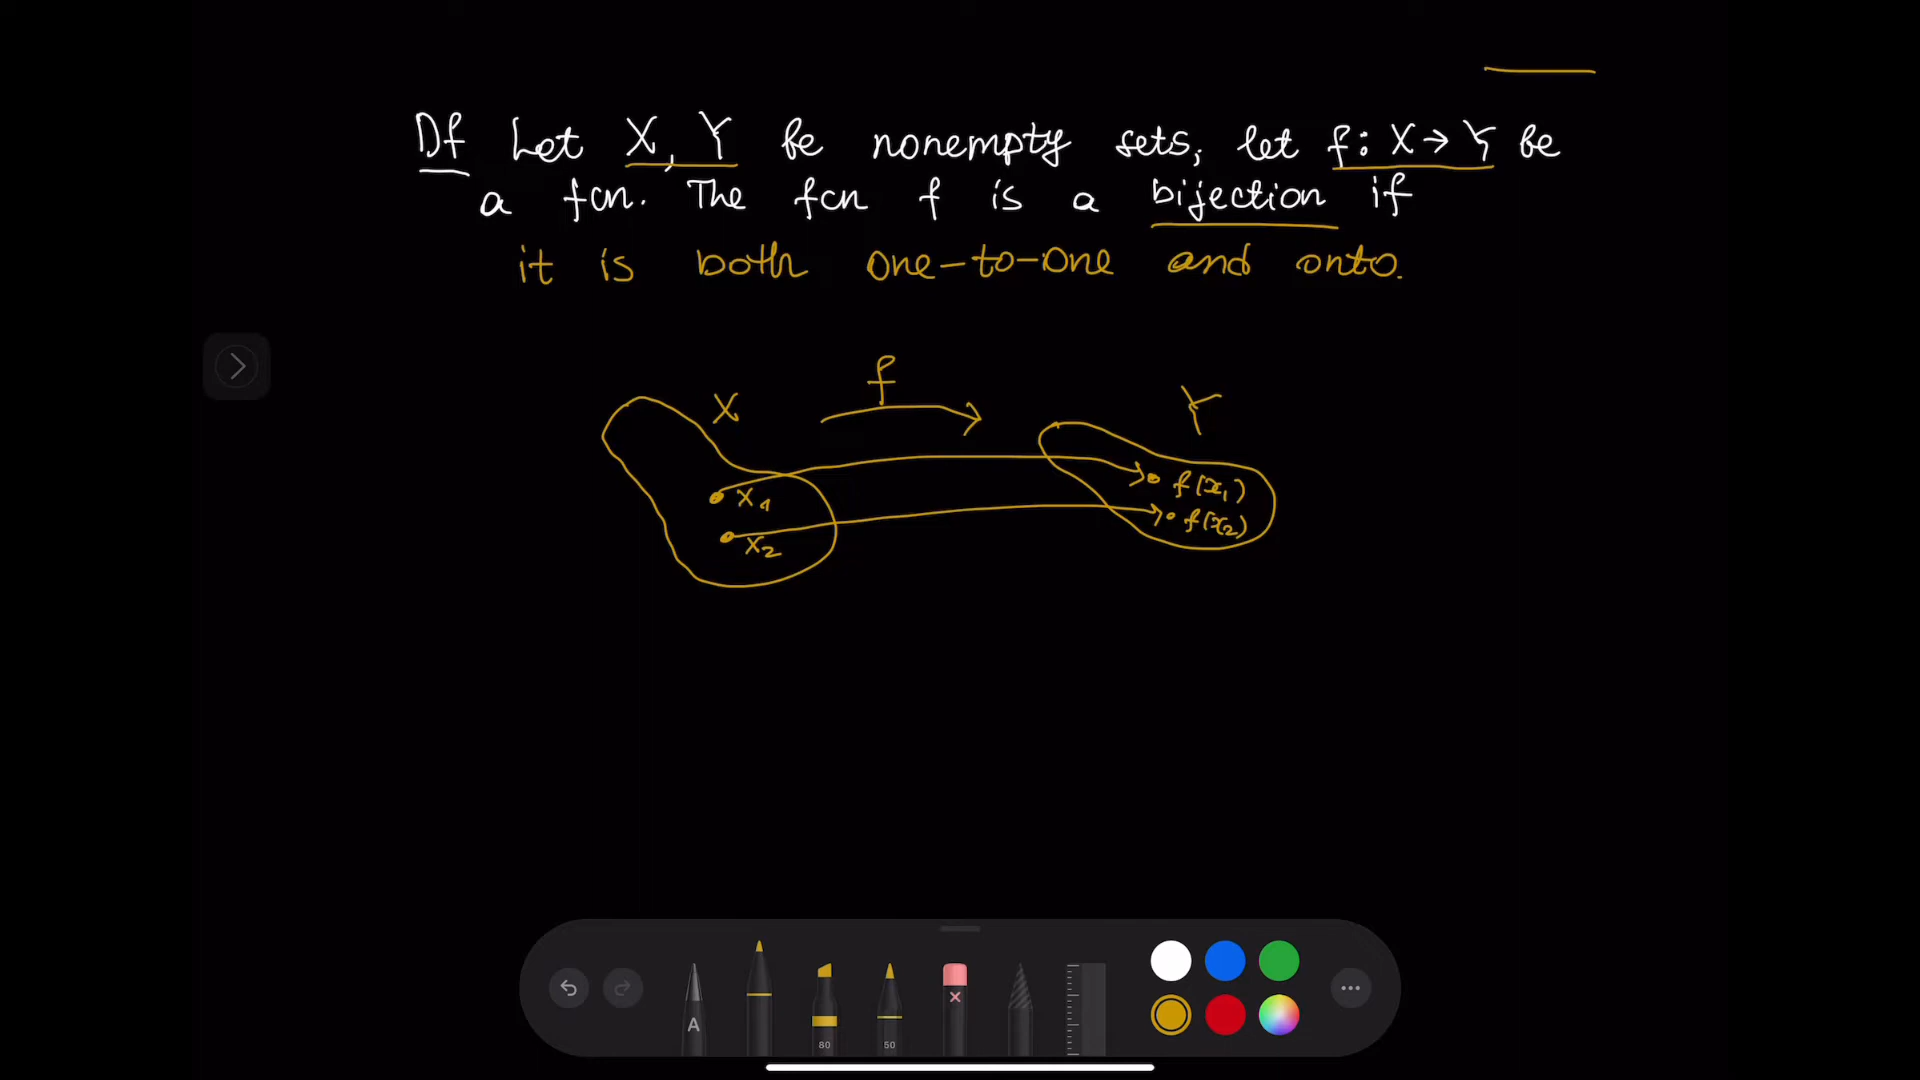 Df Let X, Y be nonempty sets, let f: X → Y be
a fcn. The fcn f is a bijection if
it is both one-to-one and onto.
f
X
Y
x₁
f(x₁)
x₂
f(x₂)
A
80
50